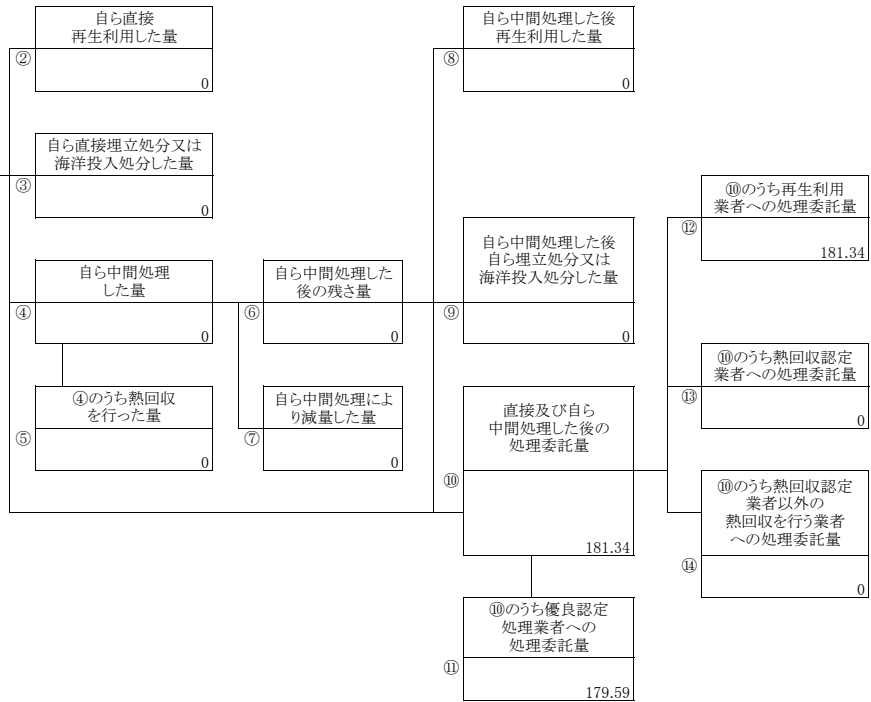 自ら直接
再生利用した量
②
0
自ら中間処理した後
再生利用した量
⑧
0
自ら直接埋立処分又は
海洋投入処分した量
③
0
⑩のうち再生利用
業者への処理委託量
⑫
181.34
自ら中間処理
した量
④
0
自ら中間処理した
後の残さ量
⑥
0
自ら中間処理した後
自ら埋立処分又は
海洋投入処分した量
⑨
0
⑩のうち熱回収認定
業者への処理委託量
⑬
0
④のうち熱回収
を行った量
⑤
0
自ら中間処理によ
り減量した量
⑦
0
直接及び自ら
中間処理した後の
処理委託量
⑩
181.34
⑩のうち熱回収認定
業者以外の
熱回収を行う業者
への処理委託量
⑭
0
⑩のうち優良認定
処理業者への
処理委託量
⑪
179.59